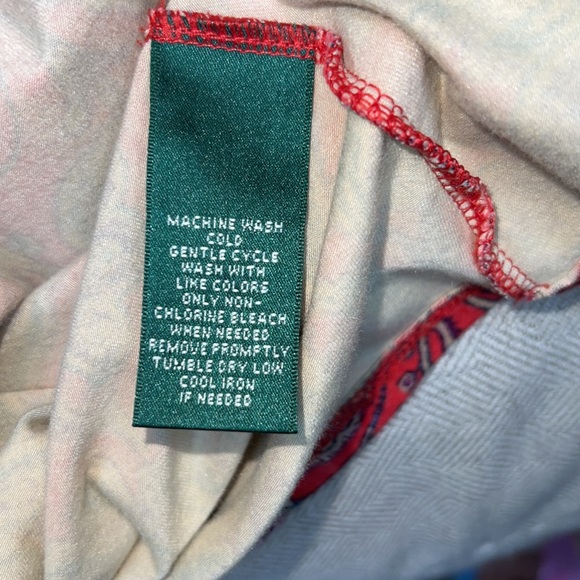 MACHINE WASH
COLD
GENTLE CYCLE
WASH WITH
LIKE COLORS
ONLY NON-
CHLORINE BLEACH
WHEN NEEDED
REMOVE PROMPTLY
TUMBLE DRY LOW
COOL IRON
IF NEEDED